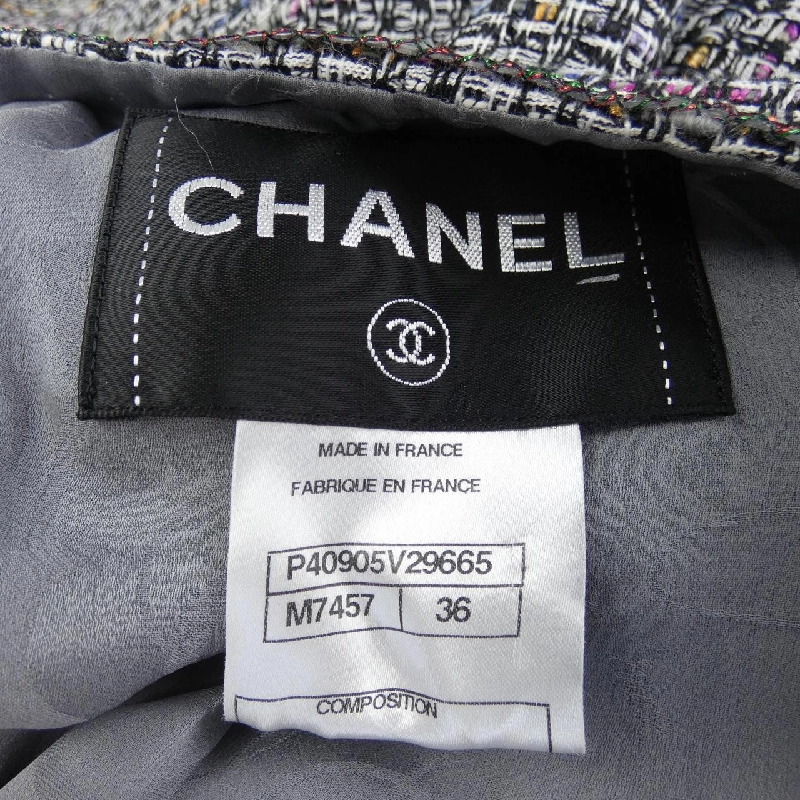 CHANEL
MADE IN FRANCE
FABRIQUE EN FRANCE
P40905V29665
M7457 36
COMPOSITION